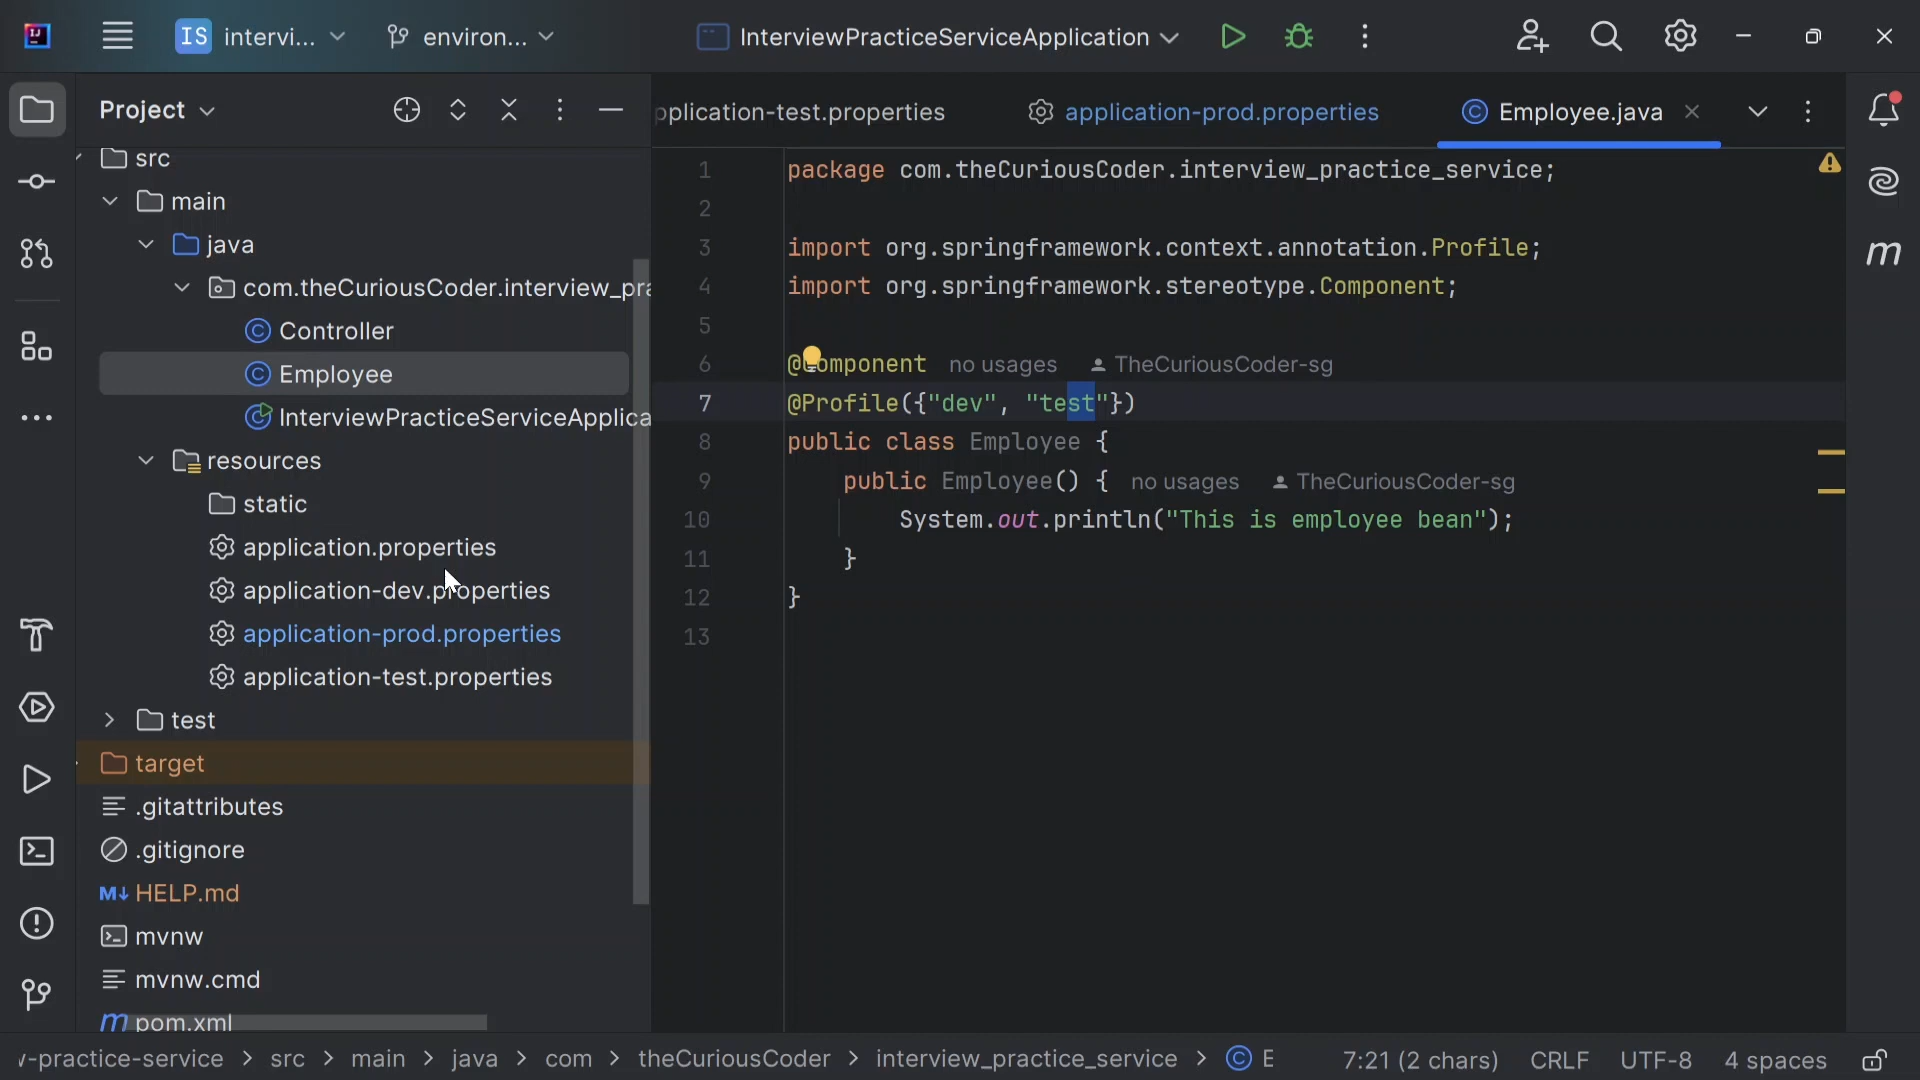 IS intervi... environ... InterviewPracticeServiceApplication
Project
pplication-test.properties application-prod.properties Employee.java
src
main
java
com.theCuriousCoder.interview_pra
Controller
Employee
InterviewPracticeServiceApplica
resources
static
application.properties
application-dev.properties
application-prod.properties
application-test.properties
test
target
.gitattributes
.gitignore
M↓ HELP.md
mvnw
mvnw.cmd
m pom.xml
1 package com.theCuriousCoder.interview_practice_service;
2
3 import org.springframework.context.annotation.Profile;
4 import org.springframework.stereotype.Component;
5
6 @Component no usages TheCuriousCoder-sg
7 @Profile({"dev", "test"})
8 public class Employee {
9 public Employee() { no usages TheCuriousCoder-sg
10 System.out.println("This is employee bean");
11 }
12 }
13
m
-practice-service > src > main > java > com > theCuriousCoder > interview_practice_service > E 7:21 (2 chars) CRLF UTF-8 4 spaces